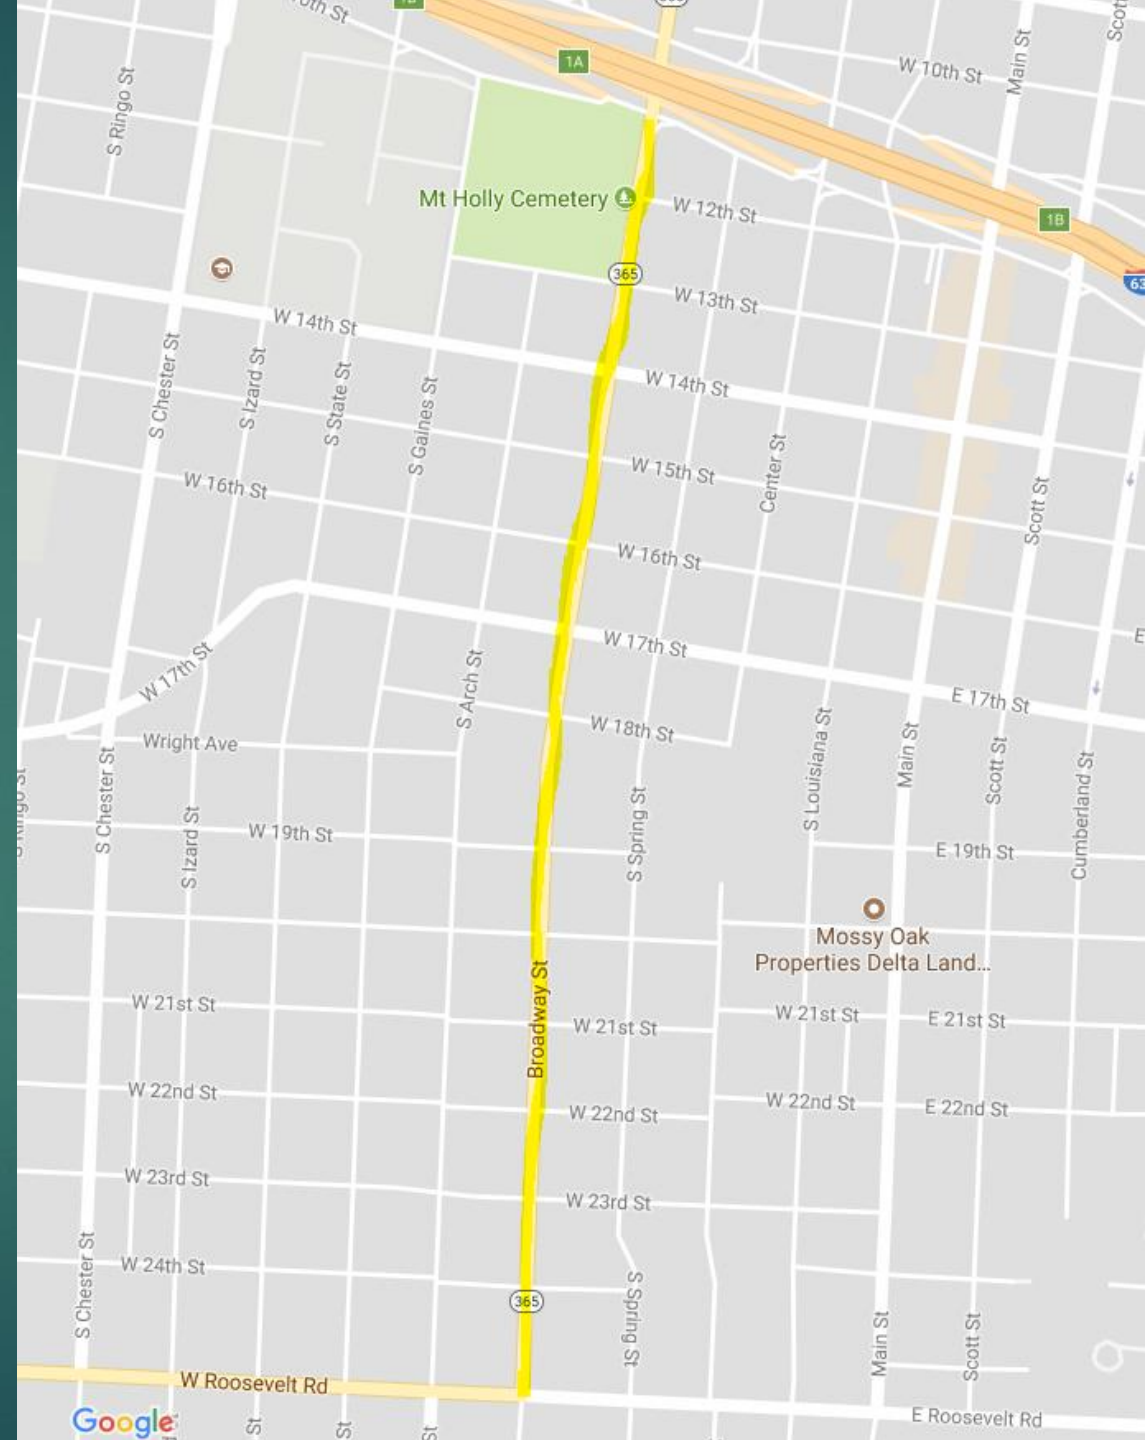 1A
W 10th St
Main St
S Ringo St
1B
Mt Holly Cemetery
W 12th St
365
W 13th St
W 14th St
W 14th St
S Chester St
S Izard St
S State St
S Gaines St
W 15th St
Center St
Scott St
W 16th St
W 16th St
W 17th St
W 17th St
E 17th St
S Arch St
W 18th St
Wright Ave
S Louisiana St
Main St
Scott St
Cumberland St
S Chester St
S Izard St
W 19th St
S Spring St
E 19th St
Mossy Oak
Properties Delta Land...
Broadway St
W 21st St
W 21st St
W 21st St
E 21st St
W 22nd St
W 22nd St
W 22nd St
E 22nd St
W 23rd St
W 23rd St
S Chester St
W 24th St
365
S Spring St
Main St
Scott St
W Roosevelt Rd
E Roosevelt Rd
Google
St
St
St